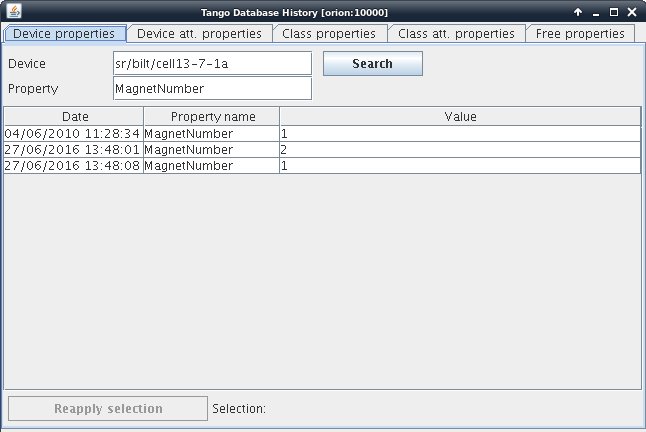 Tango Database History [orion:10000]
Device properties Device att. properties Class properties Class att. properties Free properties
Device sr/bilt/cell13-7-1a Search
Property MagnetNumber
Date Property name Value
04/06/2010 11:28:34 MagnetNumber 1
27/06/2016 13:48:01 MagnetNumber 2
27/06/2016 13:48:08 MagnetNumber 1
Reapply selection Selection: